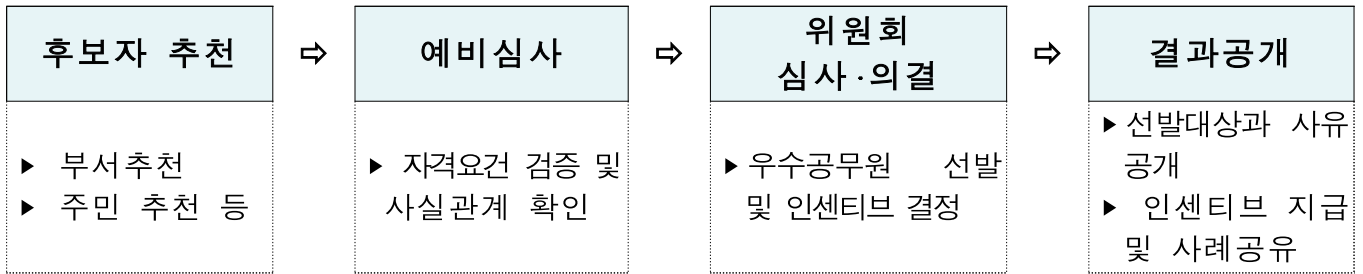 후보자 추천 ⇨ 예비심사 ⇨ 위원회 심사·의결 ⇨ 결과공개
▶ 부서추천
▶ 주민 추천 등
▶ 자격요건 검증 및
사실관계 확인
▶ 우수공무원 선발
및 인센티브 결정
▶ 선발대상과 사유
공개
▶ 인센티브 지급
및 사례공유